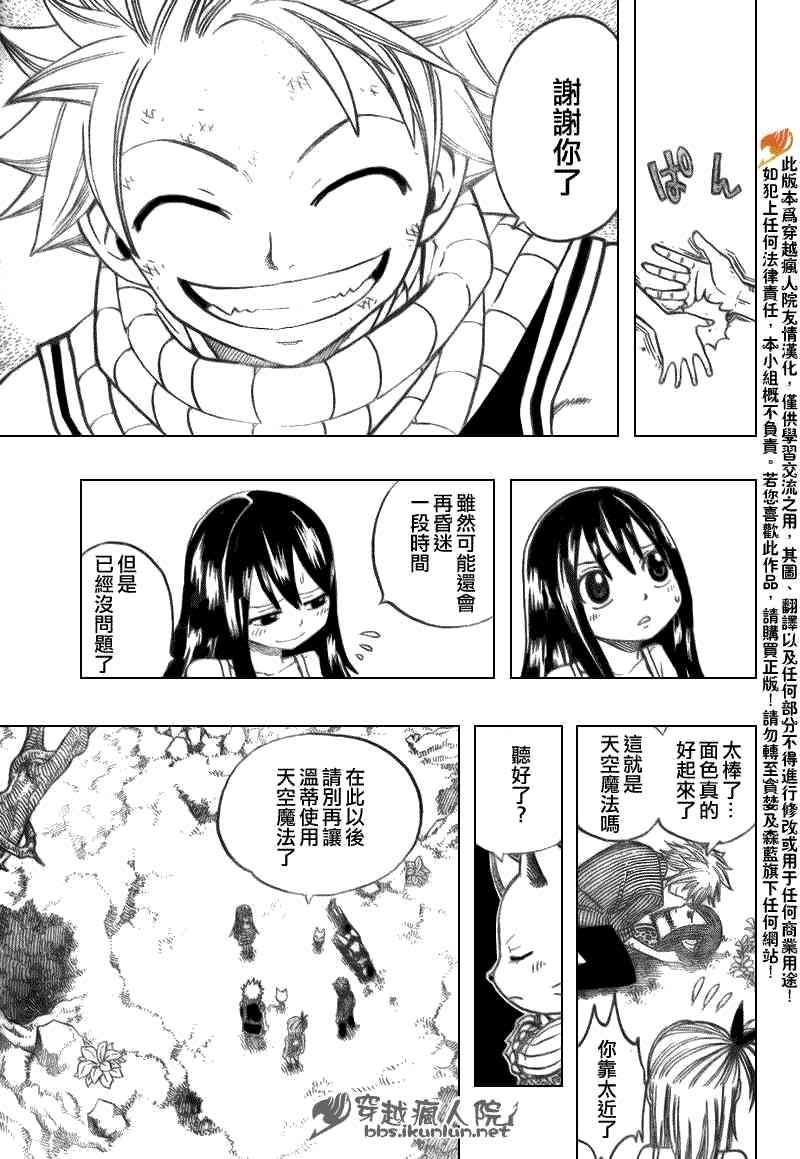 ぱん
謝謝你了
雖然可能還會
再昏迷
一段時間
但是
已經沒問題
了
太棒了…
面色真的
好起來了
這就是
天空魔法嗎
你靠太近了
聽好了？
在此以後
請別再讓
溫蒂使用
天空魔法了
此版本爲穿越瘋人院友情漢化，僅供學習交流之用，其圖、翻譯以及任何部分不得進行修改或用于任何商業用途！
如犯上任何法律責任，本小組概不負責。若您喜歡此作品，請購買正版！請勿轉至貪婪及森藍旗下任何網站！
穿越瘋人院
bbs.ikunlun.net